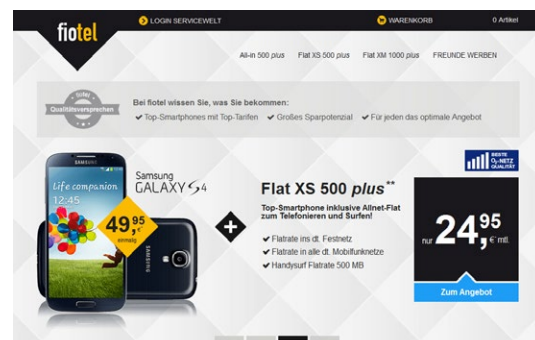 fiotel
LOGIN SERVICEWELT
WARENKORB
0 Artikel
All-in 500 plus
Flat XS 500 plus
Flat XM 1000 plus
FREUNDE WERBEN
fiotel
Qualitätsversprechen
Bei fiotel wissen Sie, was Sie bekommen:
Top-Smartphones mit Top-Tarifen
Großes Sparpotenzial
Für jeden das optimale Angebot
SAMSUNG
Life companion
12:45
Samsung
GALAXY S4
49,95 €
einmalig
SAMSUNG
Flat XS 500 plus**
Top-Smartphone inklusive Allnet-Flat
zum Telefonieren und Surfen!
Flatrate ins dt. Festnetz
Flatrate in alle dt. Mobilfunknetze
Handysurf Flatrate 500 MB
BESTE
O2-NETZ
QUALITÄT
nur 24,95 € mtl.
Zum Angebot